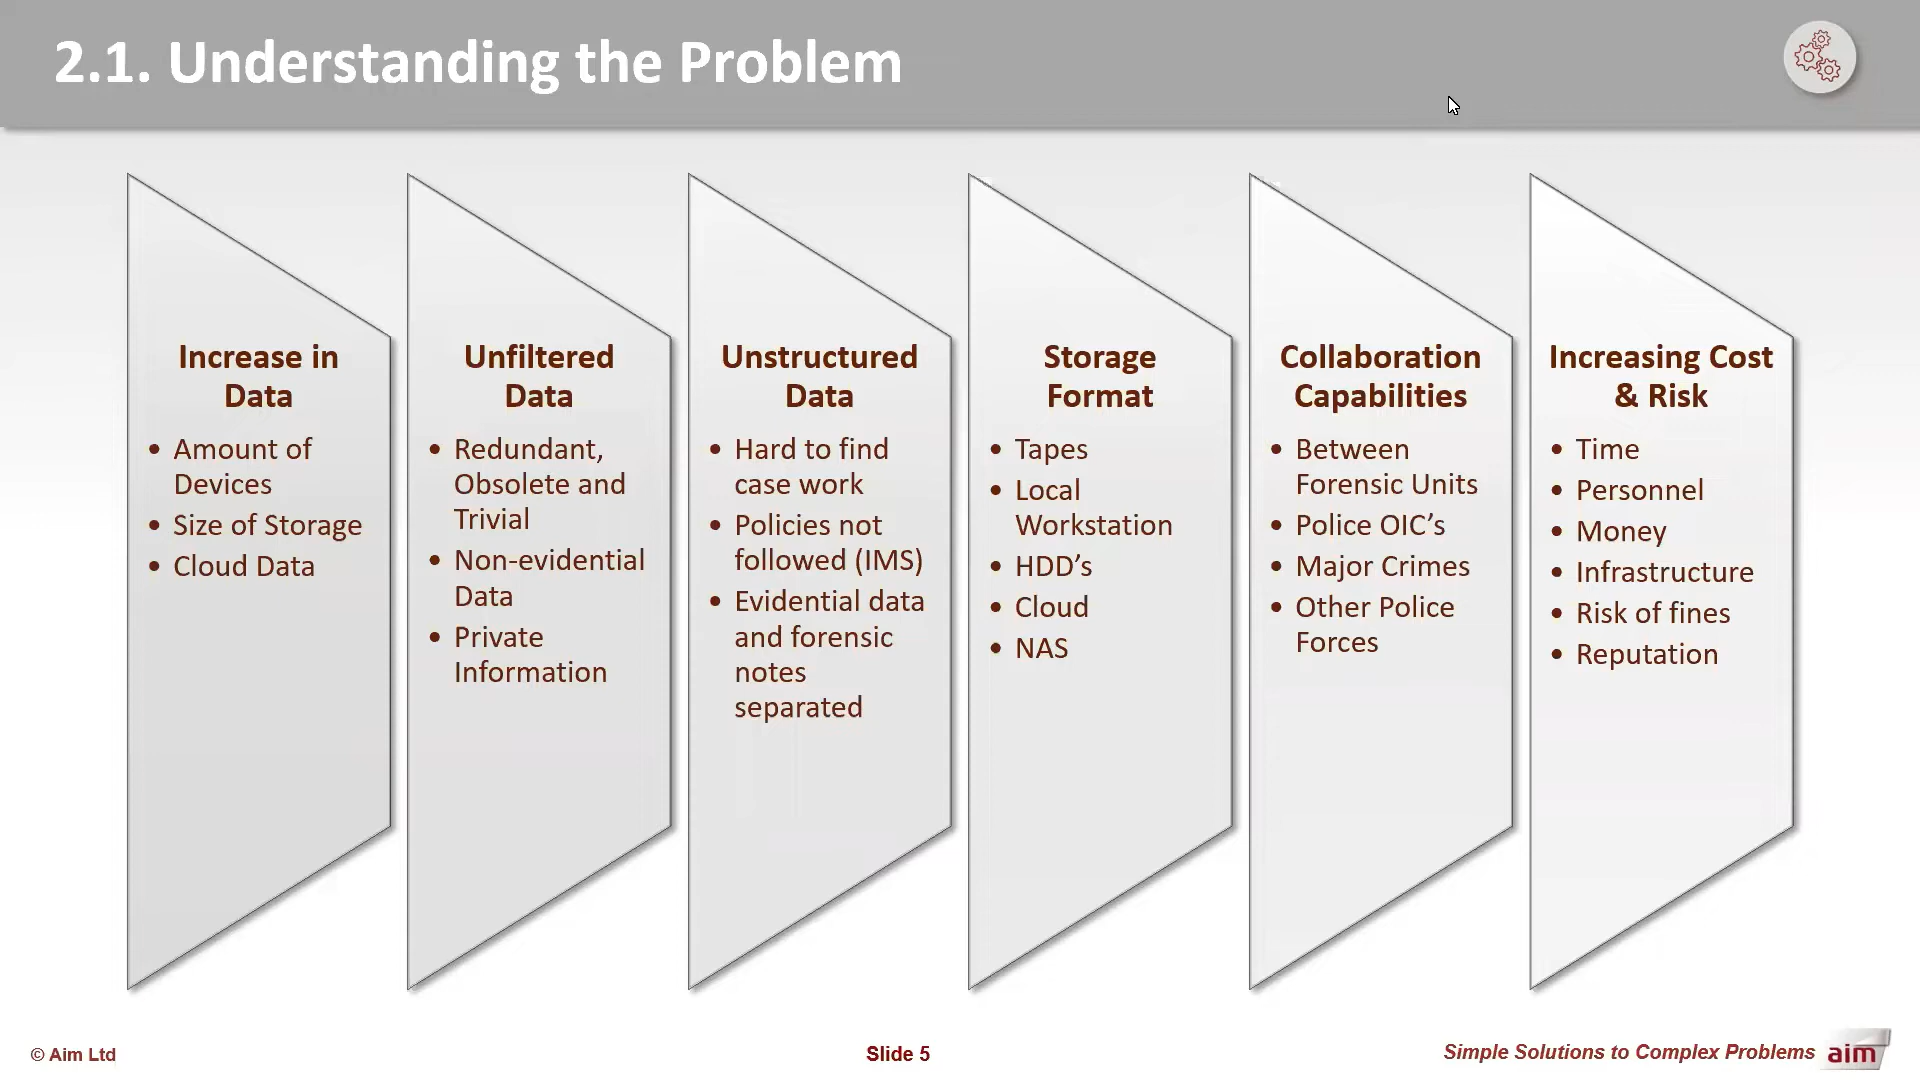 2.1. Understanding the Problem
Increase in
Data
• Amount of
Devices
• Size of Storage
• Cloud Data
Unfiltered
Data
• Redundant,
Obsolete and
Trivial
• Non-evidential
Data
• Private
Information
Unstructured
Data
• Hard to find
case work
• Policies not
followed (IMS)
• Evidential data
and forensic
notes
separated
Storage
Format
• Tapes
• Local
Workstation
• HDD’s
• Cloud
• NAS
Collaboration
Capabilities
• Between
Forensic Units
• Police OIC’s
• Major Crimes
• Other Police
Forces
Increasing Cost
& Risk
• Time
• Personnel
• Money
• Infrastructure
• Risk of fines
• Reputation
© Aim Ltd
Slide 5
Simple Solutions to Complex Problems
aim